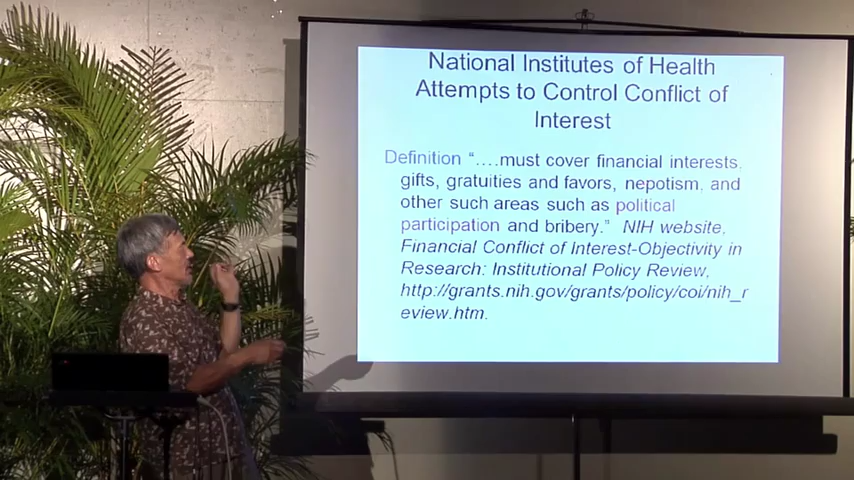 National Institutes of Health
Attempts to Control Conflict of
Interest
Definition “….must cover financial interests,
gifts, gratuities and favors, nepotism, and
other such areas such as political
participation and bribery.” NIH website,
Financial Conflict of Interest-Objectivity in
Research: Institutional Policy Review,
http://grants.nih.gov/grants/policy/coi/nih_r
eview.htm.